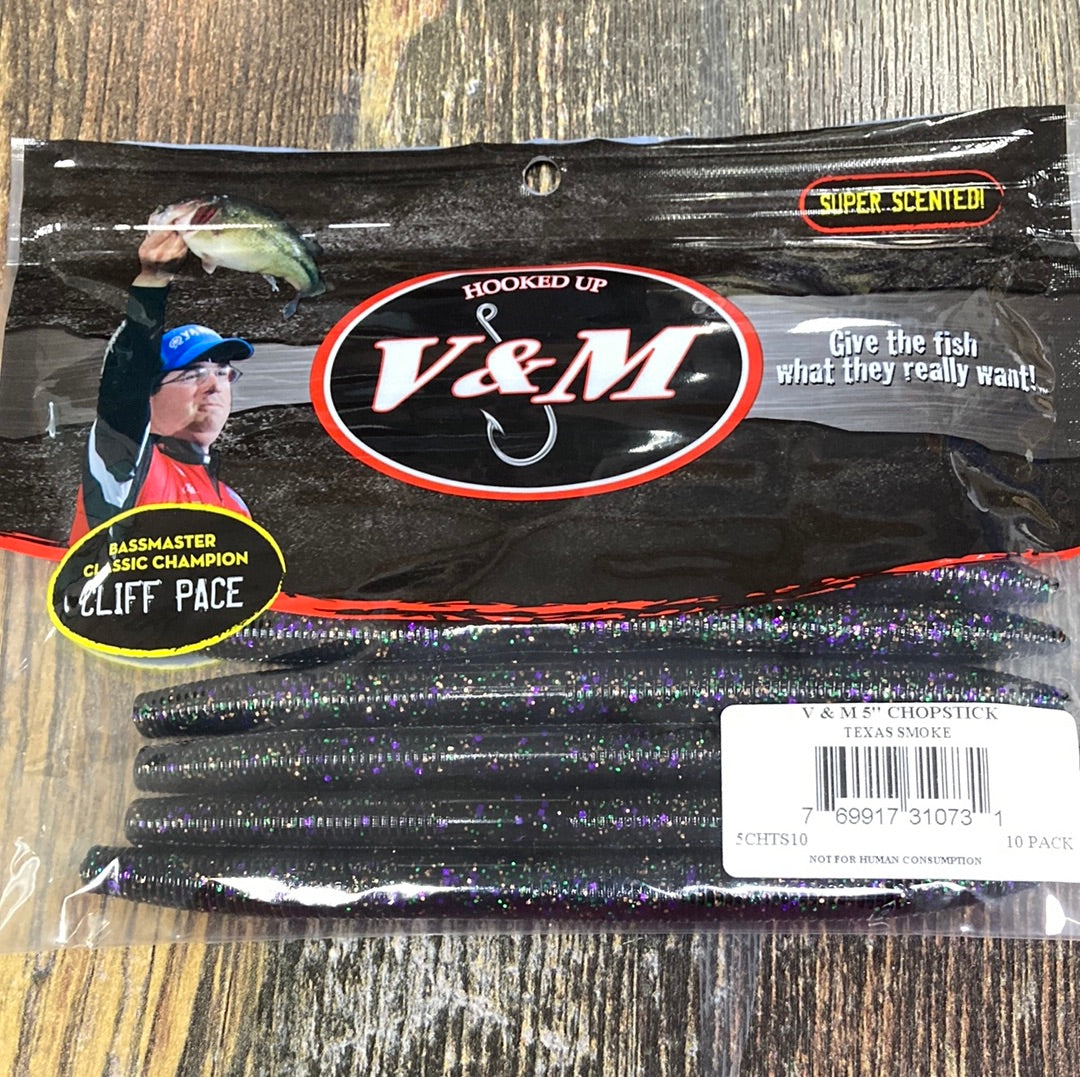 SUPER SCENTED!
HOOKED UP
V&M
Give the fish
what they really want!
BASSMASTER
CLASSIC CHAMPION
CLIFF PACE
V & M 5" CHOPSTICK
TEXAS SMOKE
7 69917 31073 1
5CHTS10 10 PACK
NOT FOR HUMAN CONSUMPTION